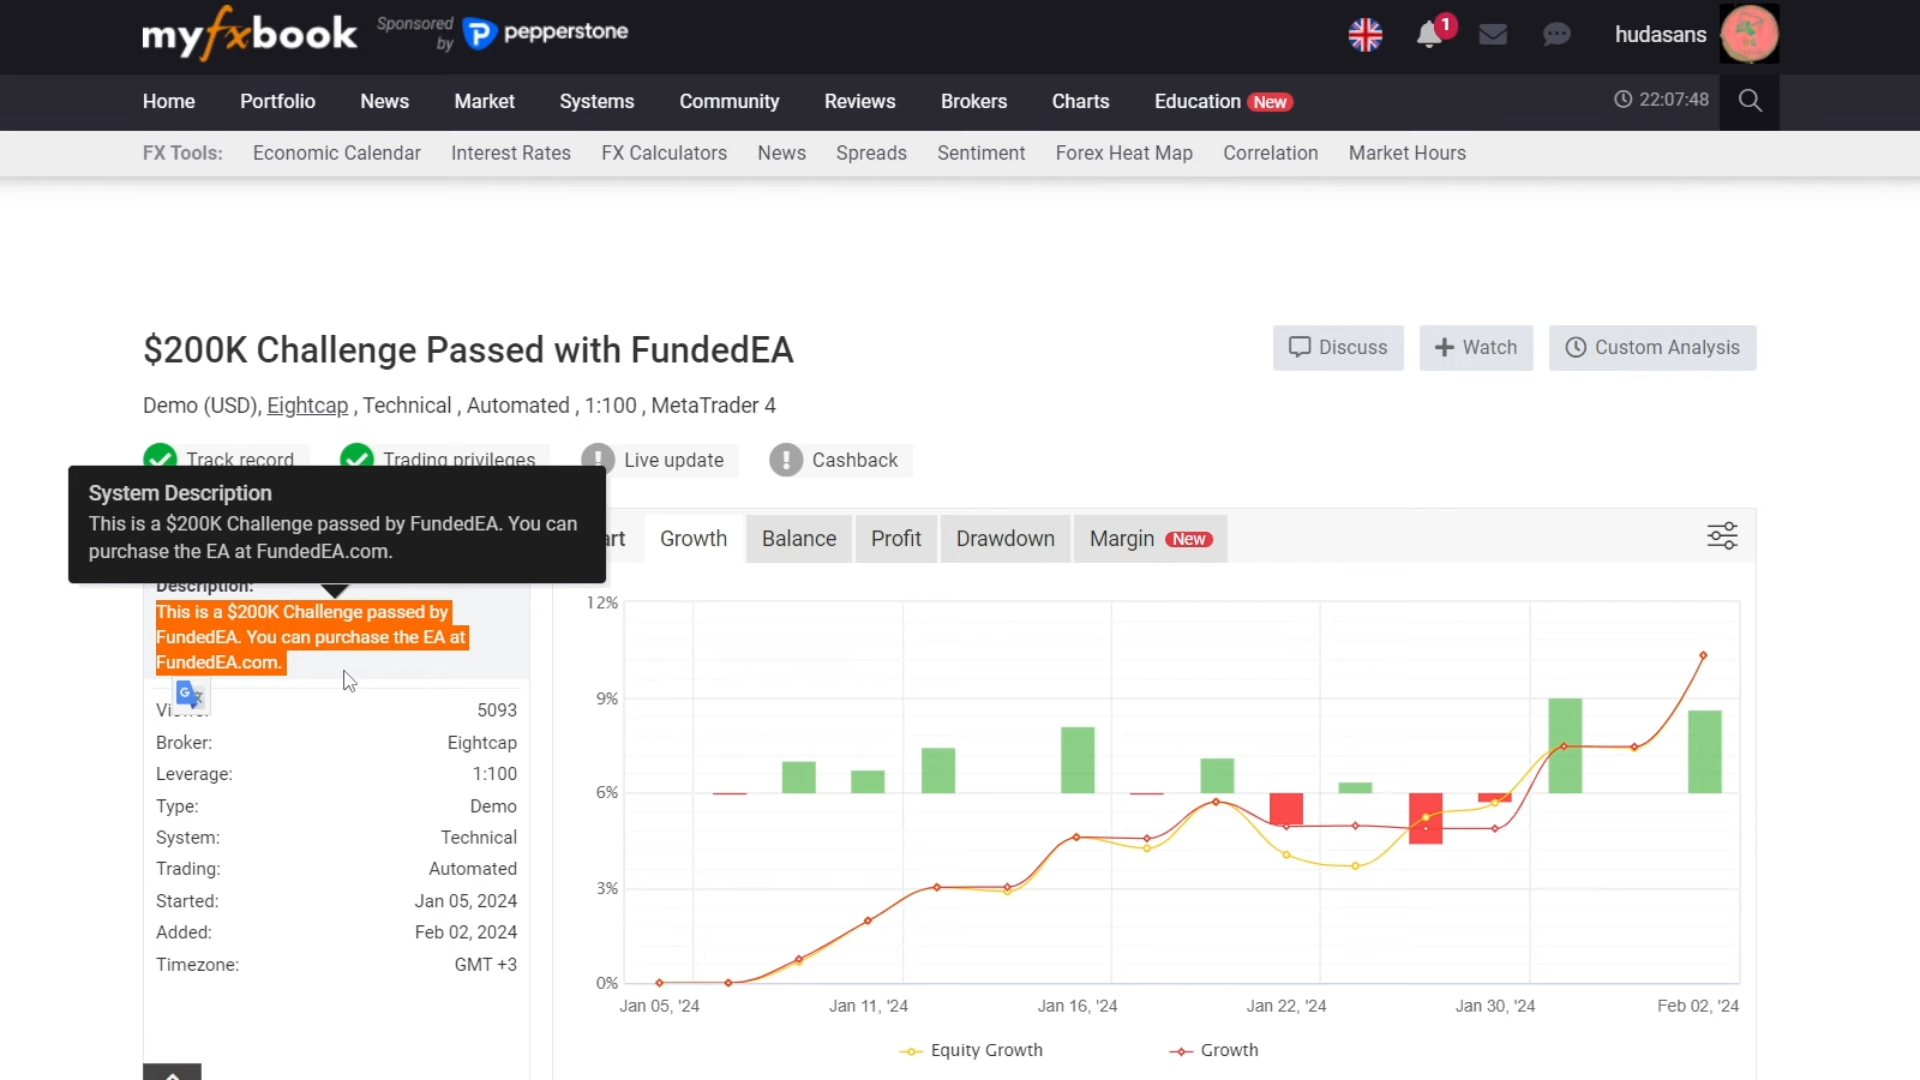 myfxbook
Sponsored by
pepperstone
1
hudasans
Home
Portfolio
News
Market
Systems
Community
Reviews
Brokers
Charts
Education New
22:07:48
FX Tools:
Economic Calendar
Interest Rates
FX Calculators
News
Spreads
Sentiment
Forex Heat Map
Correlation
Market Hours
$200K Challenge Passed with FundedEA
Discuss
Watch
Custom Analysis
Demo (USD), Eightcap , Technical , Automated , 1:100 , MetaTrader 4
Track record
Trading privileges
Live update
Cashback
System Description
This is a $200K Challenge passed by FundedEA. You can
purchase the EA at FundedEA.com.
Growth
Balance
Profit
Drawdown
Margin New
Description:
This is a $200K Challenge passed by
FundedEA. You can purchase the EA at
FundedEA.com.
5093
Broker: Eightcap
Leverage: 1:100
Type: Demo
System: Technical
Trading: Automated
Started: Jan 05, 2024
Added: Feb 02, 2024
Timezone: GMT +3
12%
9%
6%
3%
0%
Jan 05, '24
Jan 11, '24
Jan 16, '24
Jan 22, '24
Jan 30, '24
Feb 02, '24
Equity Growth
Growth